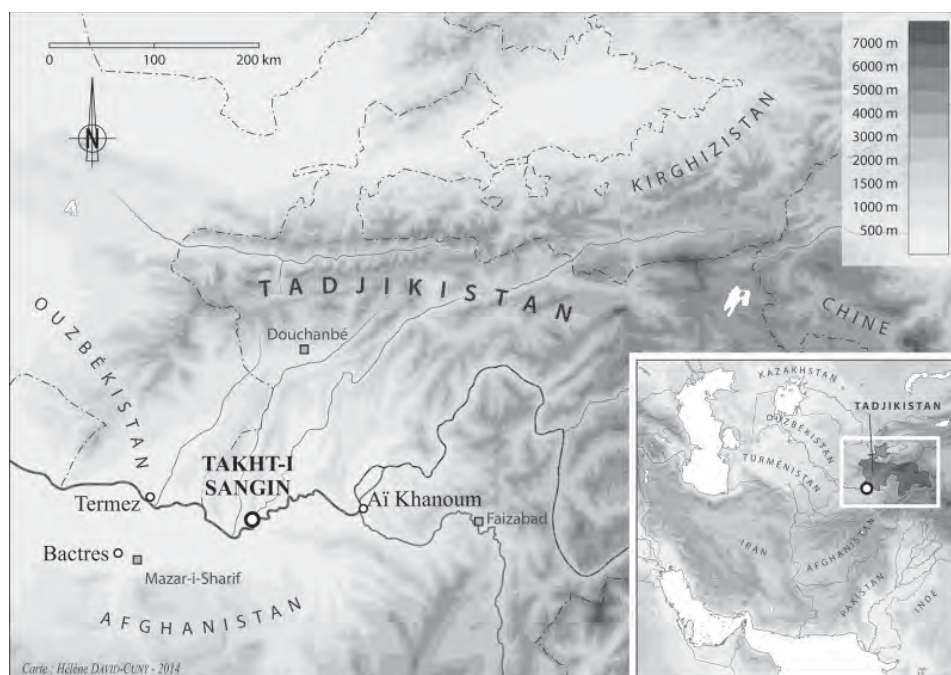 0 100 200 km
N
7000 m
6000 m
5000 m
4000 m
3000 m
2000 m
1500 m
1000 m
500 m
KIRGHIZISTAN
TADJIKISTAN
CHINE
OUZBÉKISTAN
Douchanbé
TAKHT-I
SANGIN
Termez
Aï Khanoum
Faizabad
Bactres
Mazar-i-Sharif
AFGHANISTAN
Carte : Hélène DAVID-CUNY - 2014
KAZAKHSTAN
TADJIKISTAN
OUZBÉKISTAN
TURMÉNISTAN
IRAN
AFGHANISTAN
PAKISTAN
INDE